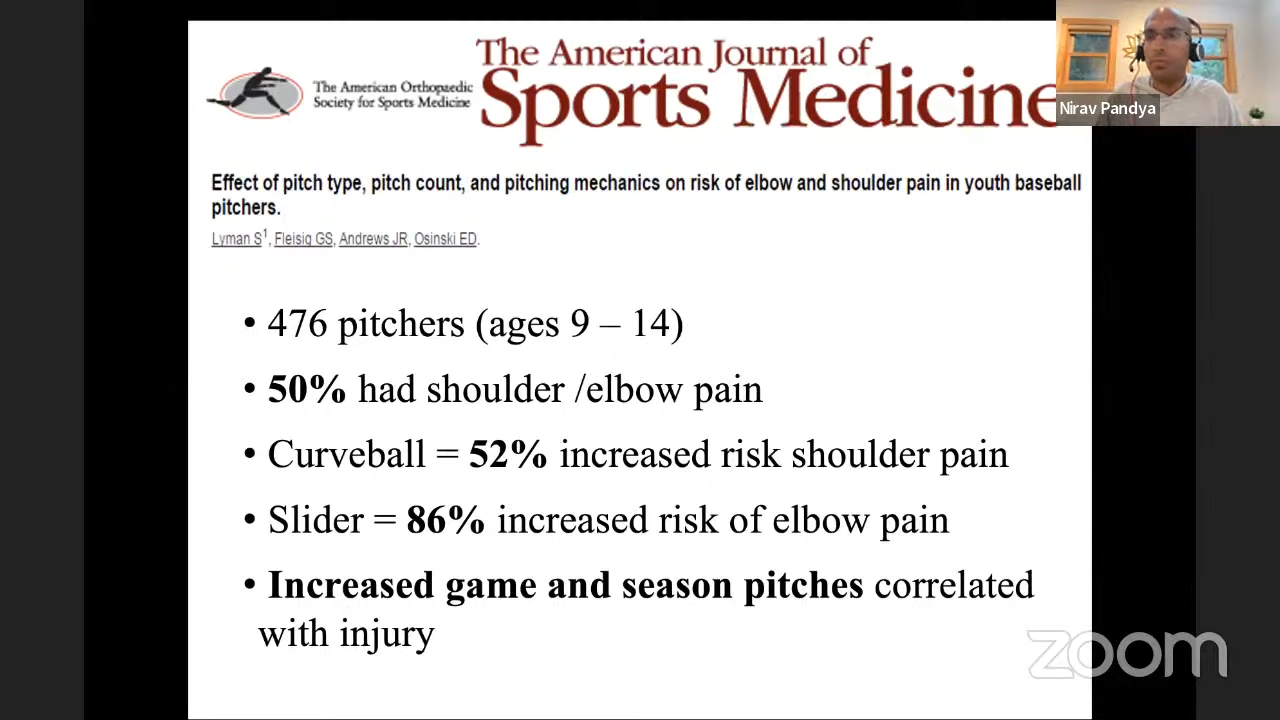 The American Journal of
Sports Medicine
The American Orthopaedic
Society for Sports Medicine
Nirav Pandya
Effect of pitch type, pitch count, and pitching mechanics on risk of elbow and shoulder pain in youth baseball
pitchers.
Lyman S1, Fleisig GS, Andrews JR, Osinski ED.
• 476 pitchers (ages 9 – 14)
• 50% had shoulder /elbow pain
• Curveball = 52% increased risk shoulder pain
• Slider = 86% increased risk of elbow pain
• Increased game and season pitches correlated
with injury
zoom